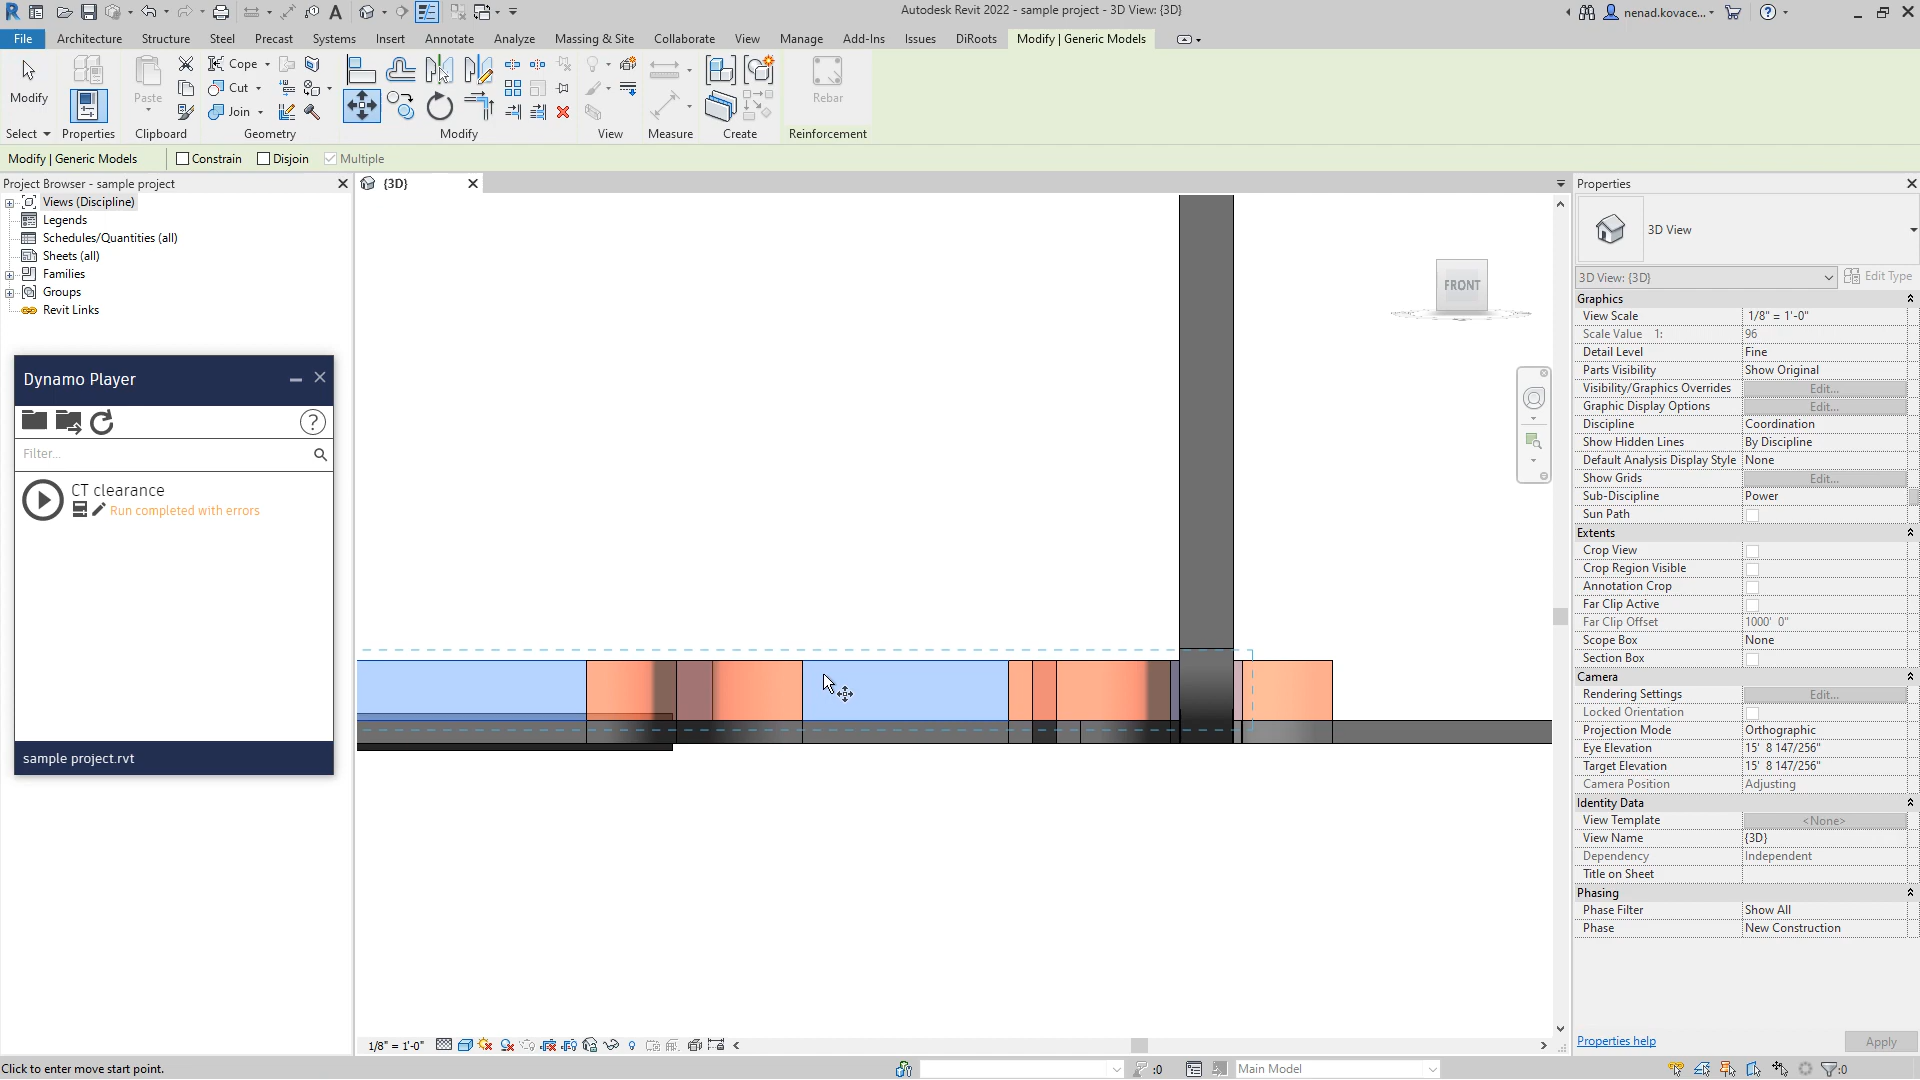 Autodesk Revit 2022 - sample project - 3D View: {3D}
nenad.kovace...
File
Architecture
Structure
Steel
Precast
Systems
Insert
Annotate
Analyze
Massing & Site
Collaborate
View
Manage
Add-Ins
Issues
DiRoots
Modify | Generic Models
Modify
Paste
Cope
Cut
Join
Rebar
Select
Properties
Clipboard
Geometry
Modify
View
Measure
Create
Reinforcement
Modify | Generic Models
Constrain
Disjoin
Multiple
Project Browser - sample project
Views (Discipline)
Legends
Schedules/Quantities (all)
Sheets (all)
Families
Groups
Revit Links
Dynamo Player
Filter...
CT clearance
Run completed with errors
sample project.rvt
{3D}
FRONT
Properties
3D View
3D View: {3D}
Edit Type
Graphics
View Scale 1/8" = 1'-0"
Scale Value 1: 96
Detail Level Fine
Parts Visibility Show Original
Visibility/Graphics Overrides Edit...
Graphic Display Options Edit...
Discipline Coordination
Show Hidden Lines By Discipline
Default Analysis Display Style None
Show Grids Edit...
Sub-Discipline Power
Sun Path
Extents
Crop View
Crop Region Visible
Annotation Crop
Far Clip Active
Far Clip Offset 1000' 0"
Scope Box None
Section Box
Camera
Rendering Settings Edit...
Locked Orientation
Projection Mode Orthographic
Eye Elevation 15' 8 147/256"
Target Elevation 15' 8 147/256"
Camera Position Adjusting
Identity Data
View Template <None>
View Name {3D}
Dependency Independent
Title on Sheet
Phasing
Phase Filter Show All
Phase New Construction
Properties help
Apply
1/8" = 1'-0"
Click to enter move start point.
:0
Main Model
:0